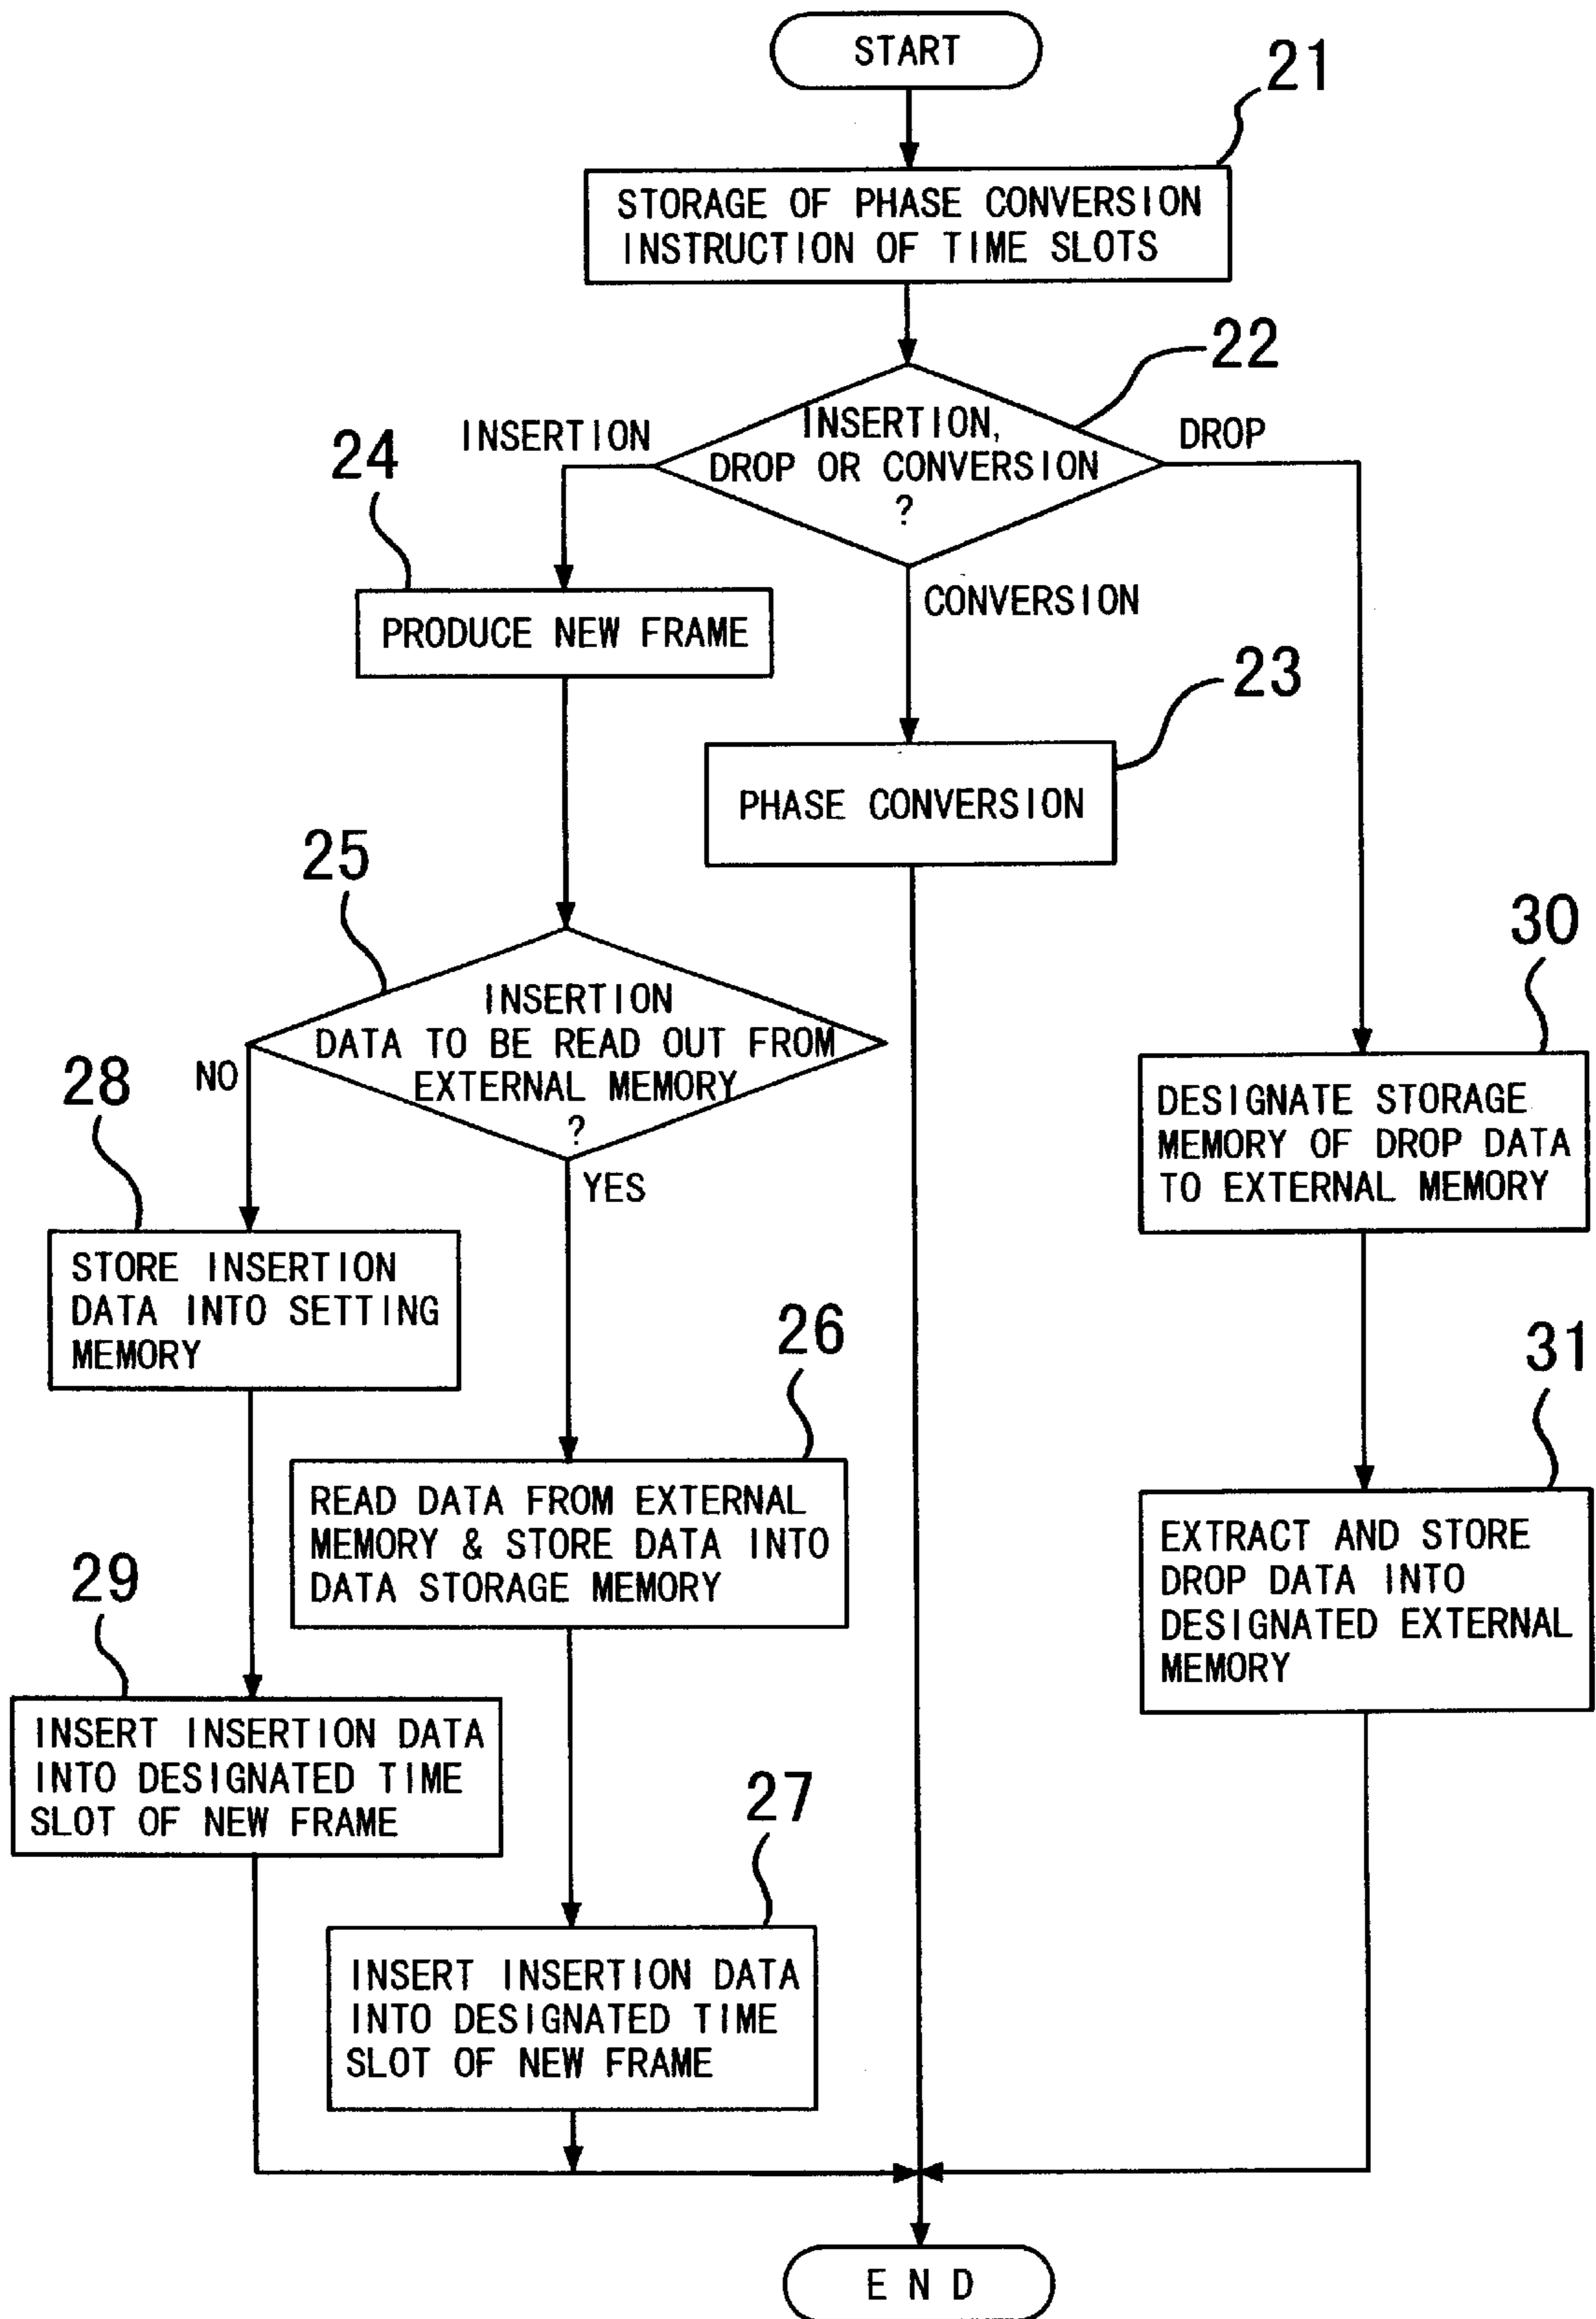 START
21
STORAGE OF PHASE CONVERSION
INSTRUCTION OF TIME SLOTS
22
INSERTION,
DROP OR CONVERSION
?
INSERTION
DROP
CONVERSION
24
PRODUCE NEW FRAME
23
PHASE CONVERSION
25
INSERTION
DATA TO BE READ OUT FROM
EXTERNAL MEMORY
?
NO
YES
30
DESIGNATE STORAGE
MEMORY OF DROP DATA
TO EXTERNAL MEMORY
28
STORE INSERTION
DATA INTO SETTING
MEMORY
26
READ DATA FROM EXTERNAL
MEMORY & STORE DATA INTO
DATA STORAGE MEMORY
31
EXTRACT AND STORE
DROP DATA INTO
DESIGNATED EXTERNAL
MEMORY
29
INSERT INSERTION DATA
INTO DESIGNATED TIME
SLOT OF NEW FRAME
27
INSERT INSERTION DATA
INTO DESIGNATED TIME
SLOT OF NEW FRAME
END